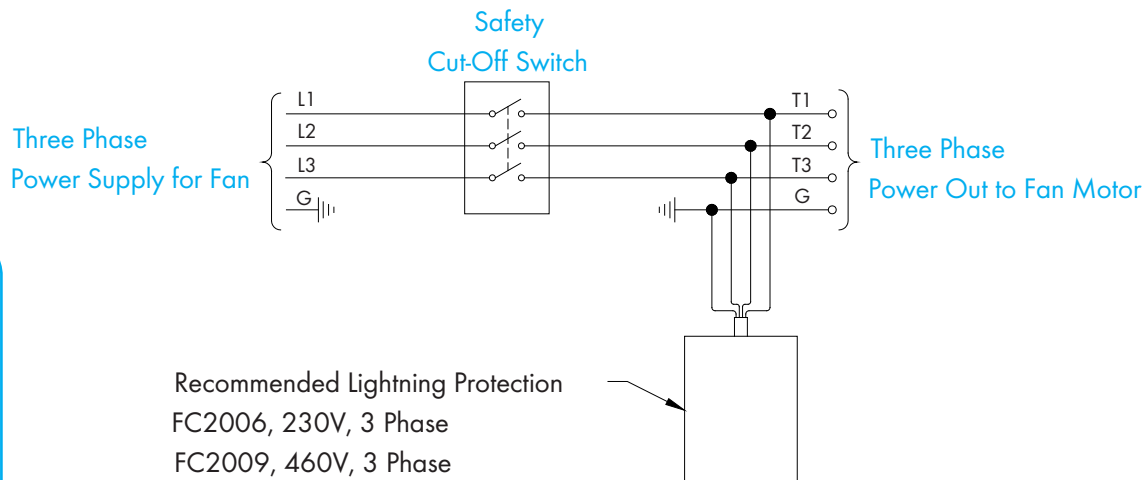 Safety
Cut-Off Switch
Three Phase
Power Supply for Fan
L1
L2
L3
G
T1
T2
T3
G
Three Phase
Power Out to Fan Motor
Recommended Lightning Protection
FC2006, 230V, 3 Phase
FC2009, 460V, 3 Phase